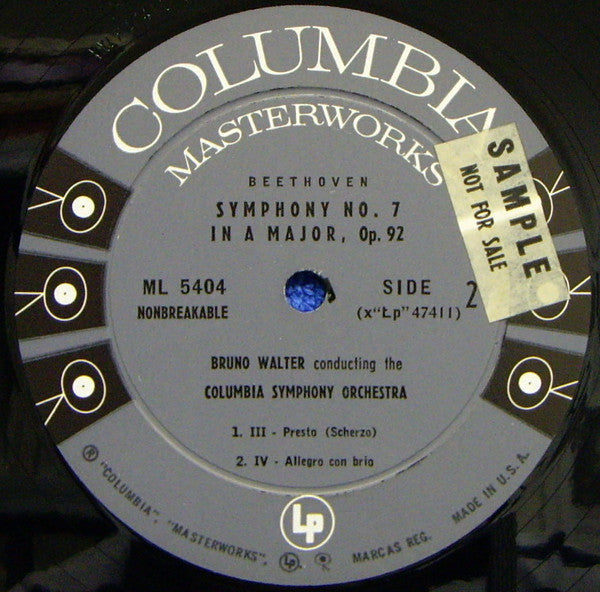 COLUMBIA
MASTERWORKS
SAMPLE
NOT FOR SALE
BEETHOVEN
SYMPHONY NO. 7
IN A MAJOR, Op. 92
ML 5404
NONBREAKABLE
SIDE 2
(x"Łp" 47411)
BRUNO WALTER conducting the
COLUMBIA SYMPHONY ORCHESTRA
1. III - Presto (Scherzo)
2. IV - Allegro con brio
Lp
® "COLUMBIA", "MASTERWORKS", Lp, MARCAS REG. MADE IN U.S.A.